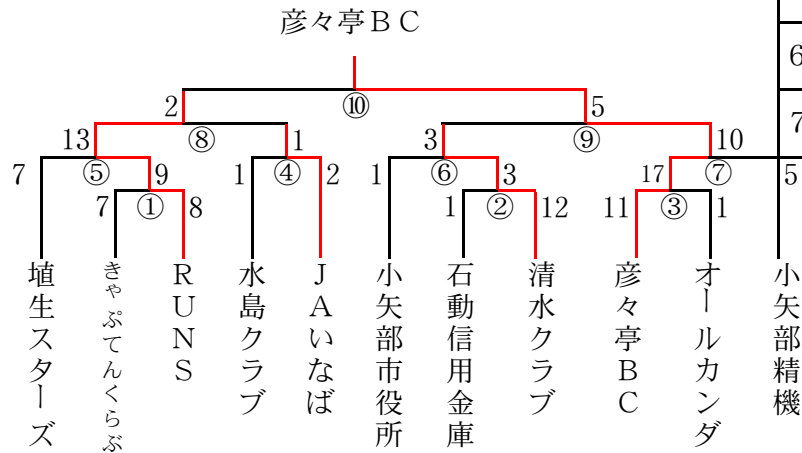 彦々亭BC
6
⑩
2
5
7
13
⑧
1
3
⑨
10
7
⑤
9
1
④
2
1
⑥
3
17
⑦
5
7
①
8
1
②
12
11
③
1
埴生スターズ
きゃぷてんくらぶ
RUNS
水島クラブ
JAいなば
小矢部市役所
石動信用金庫
清水クラブ
彦々亭BC
オールカンダ
小矢部精機